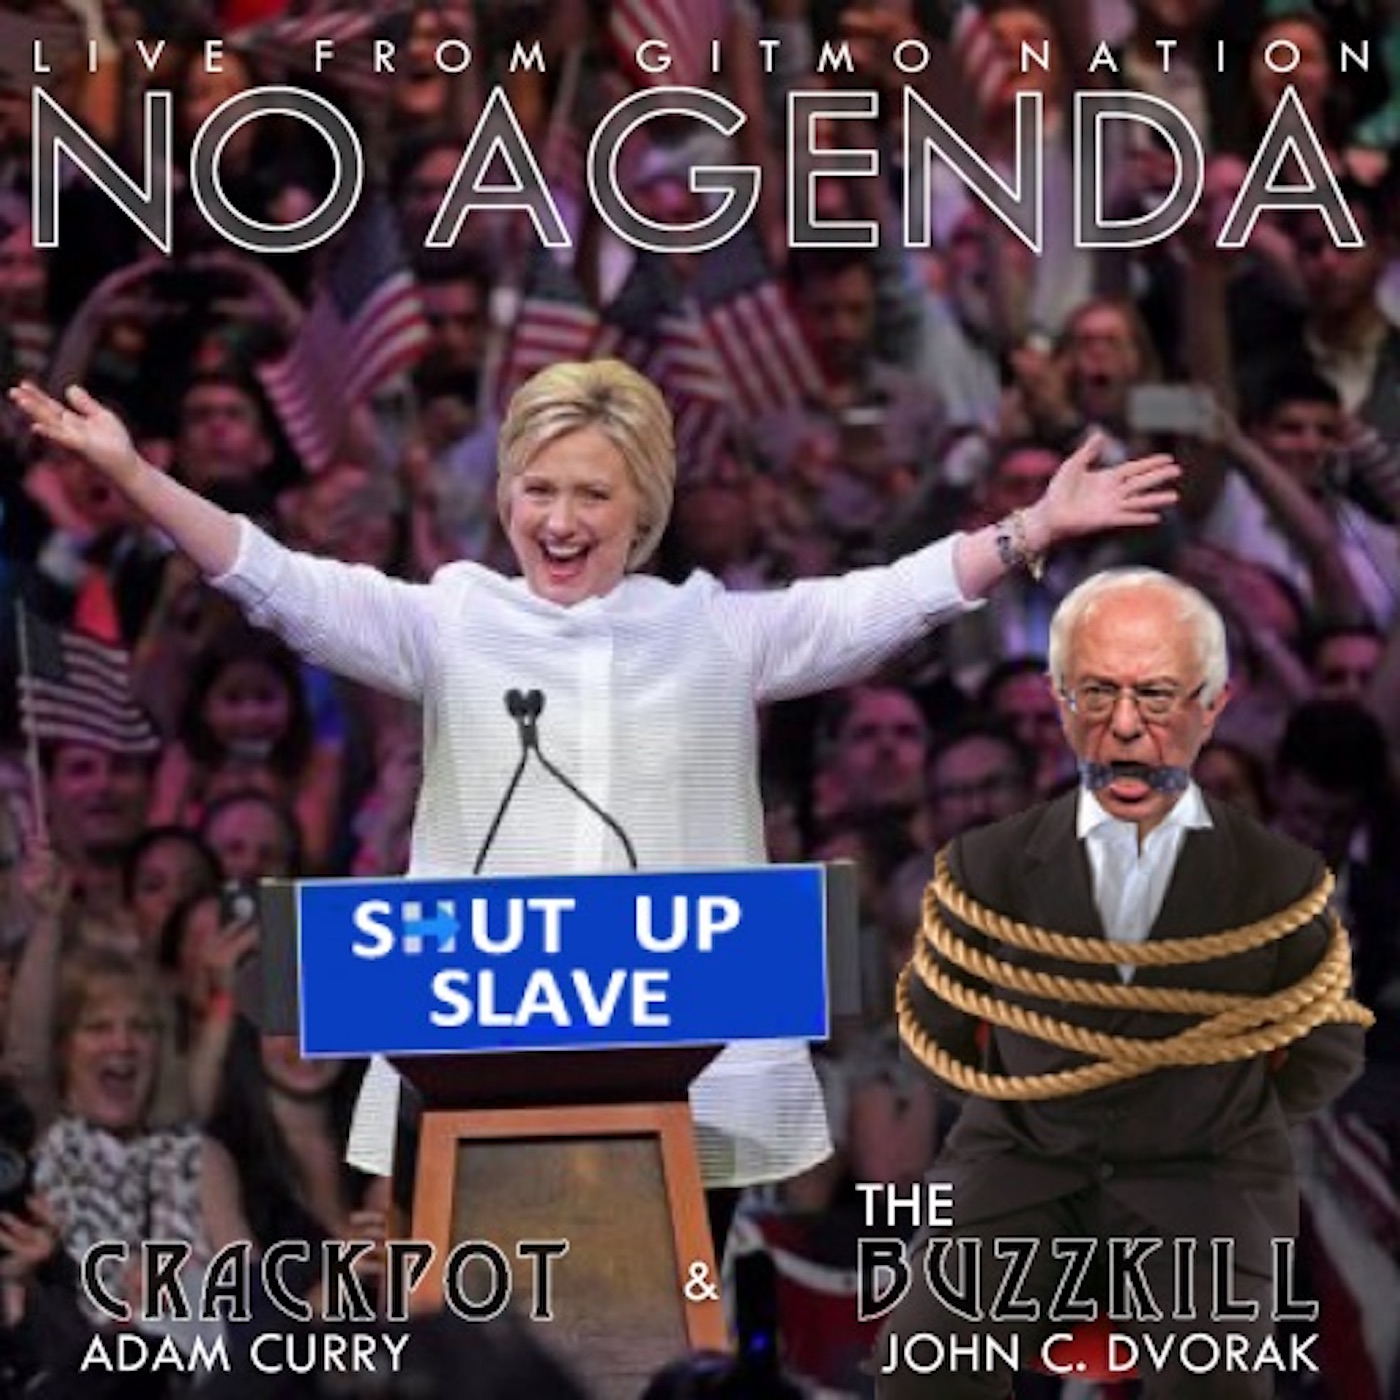 LIVE FROM GITMO NATION
NO AGENDA
SHUT UP
SLAVE
THE
CRACKPOT & BUZZKILL
ADAM CURRY JOHN C. DVORAK